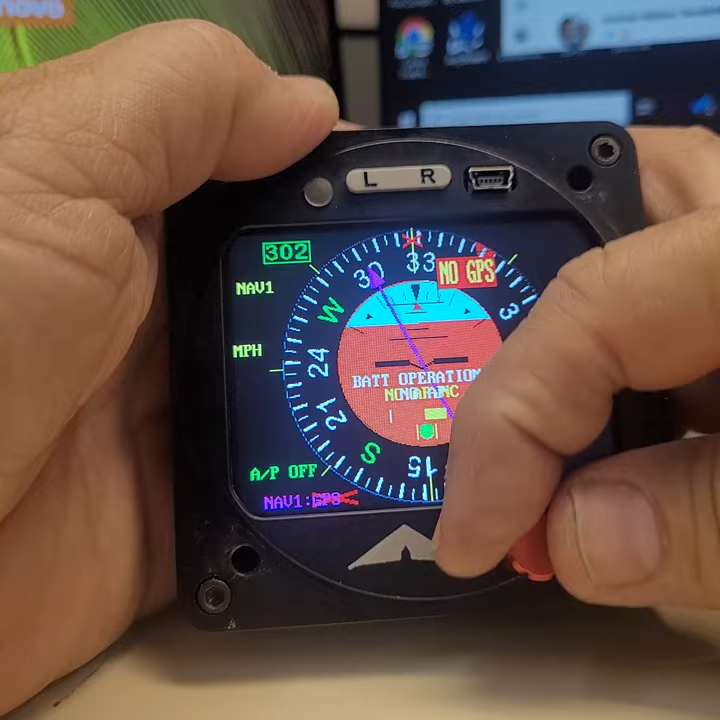 L R
302
30 33
NO GPS
NAV1
W
3
MPH
24
BATT OPERATION
21
S
15
A/P OFF
NAV1:GPS